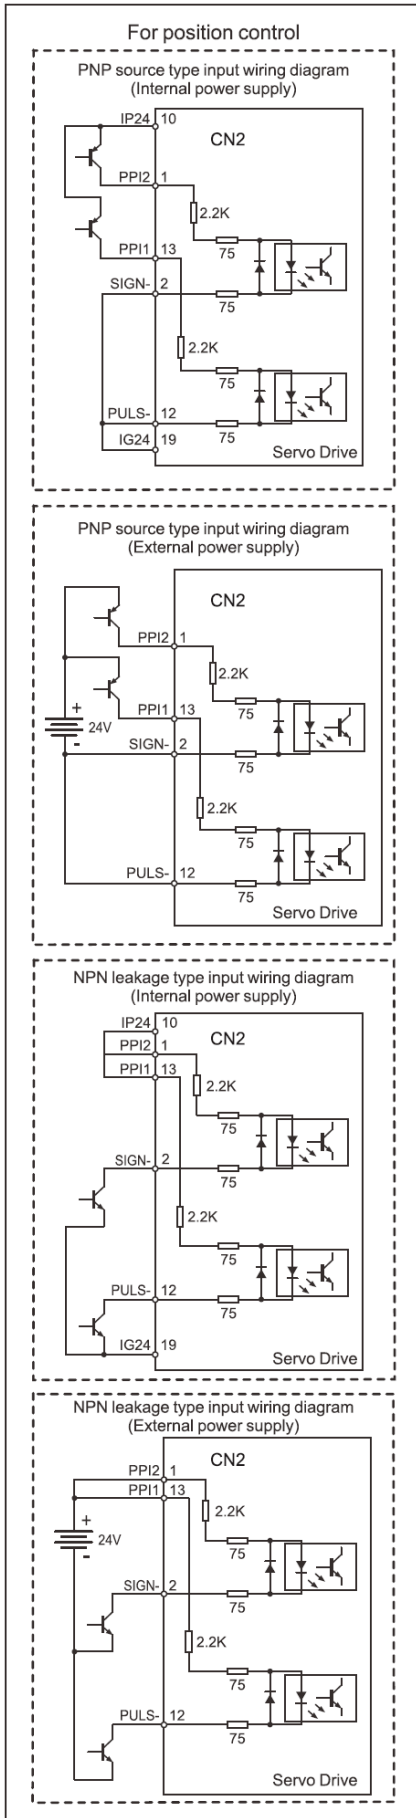 For position control
PNP source type input wiring diagram
(Internal power supply)
IP24 10
CN2
PPI2 1
2.2K
75
PPI1 13
SIGN- 2
75
2.2K
75
PULS- 12
75
IG24 19
Servo Drive
PNP source type input wiring diagram
(External power supply)
CN2
PPI2 1
2.2K
75
PPI1 13
+
24V
-
SIGN- 2
75
2.2K
75
PULS- 12
75
Servo Drive
NPN leakage type input wiring diagram
(Internal power supply)
IP24 10
CN2
PPI2 1
PPI1 13
2.2K
75
SIGN- 2
75
2.2K
75
PULS- 12
75
IG24 19
Servo Drive
NPN leakage type input wiring diagram
(External power supply)
CN2
PPI2 1
PPI1 13
2.2K
+
24V
-
75
SIGN- 2
75
2.2K
75
PULS- 12
75
Servo Drive